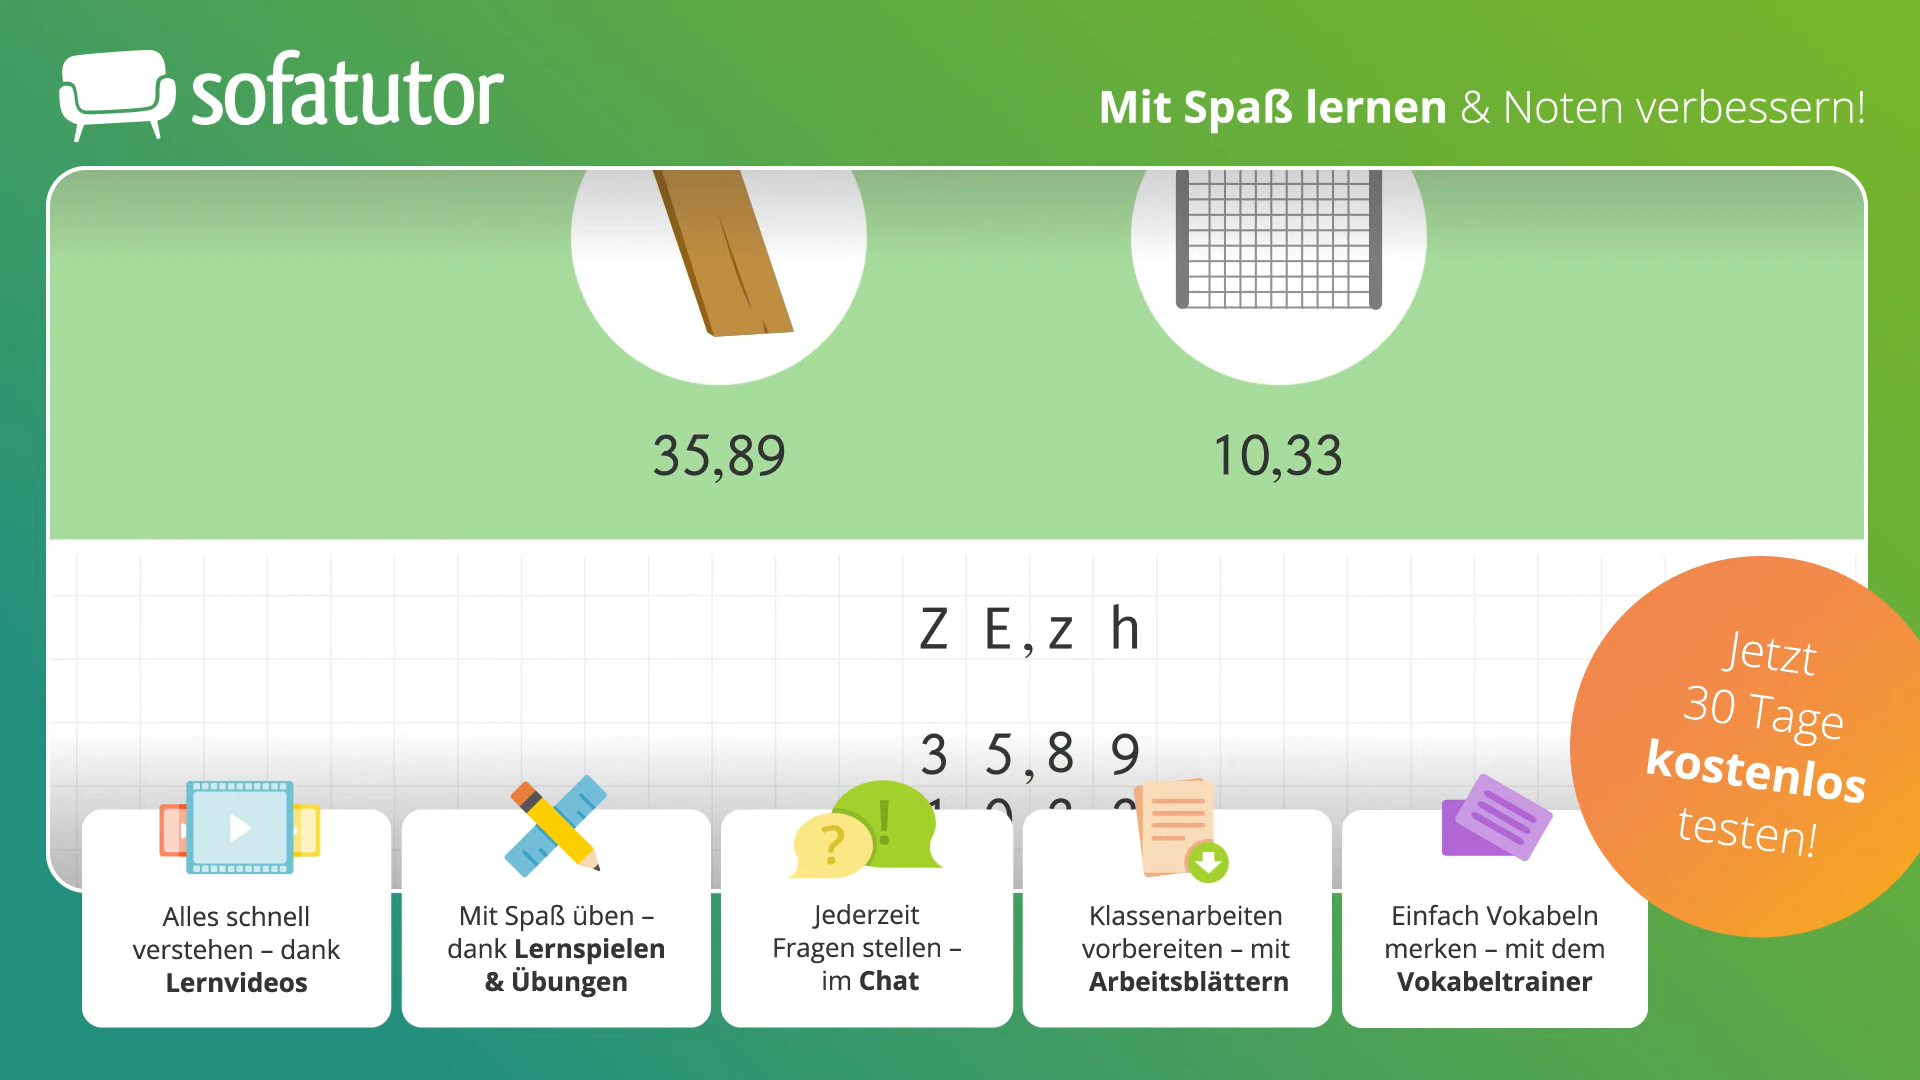 sofatutor
Mit Spaß lernen & Noten verbessern!
35,89
10,33
Z E,z h
3 5,8 9
Jetzt
30 Tage
kostenlos
testen!
Alles schnell
verstehen – dank
Lernvideos
Mit Spaß üben –
dank Lernspielen
& Übungen
? !
Jederzeit
Fragen stellen –
im Chat
Klassenarbeiten
vorbereiten – mit
Arbeitsblättern
Einfach Vokabeln
merken – mit dem
Vokabeltrainer